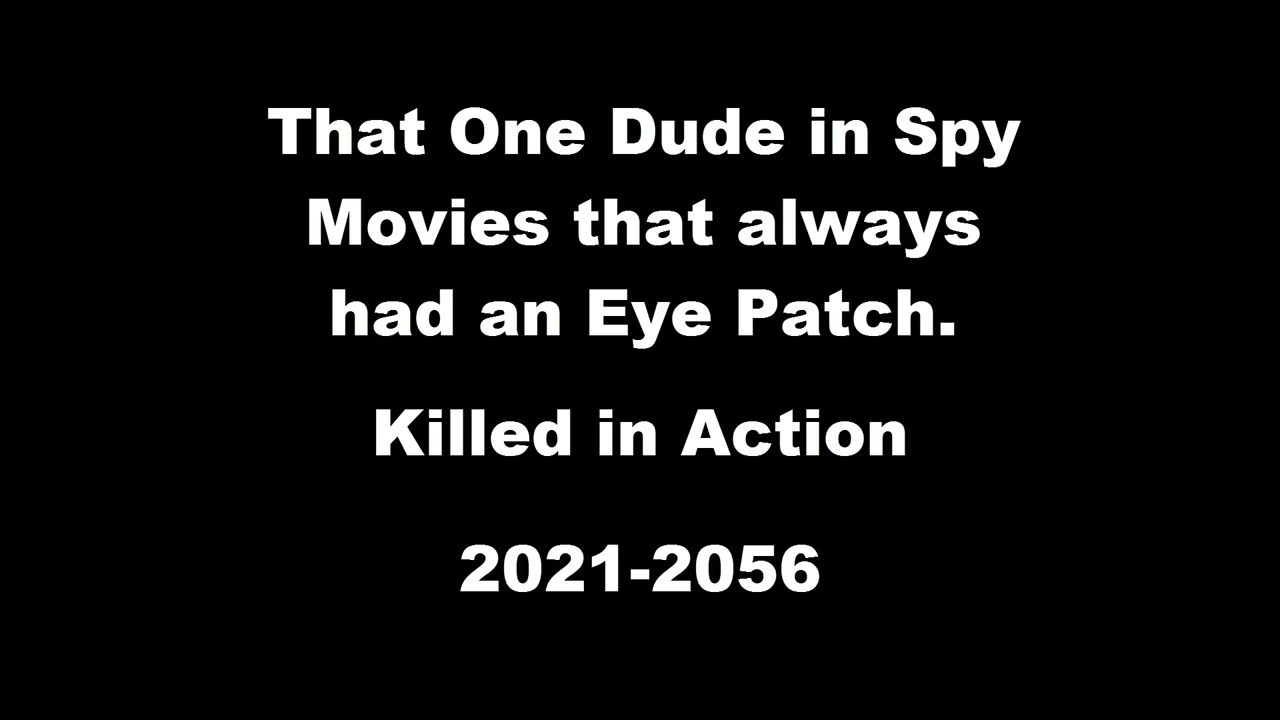 That One Dude in Spy
Movies that always
had an Eye Patch.
Killed in Action
2021-2056